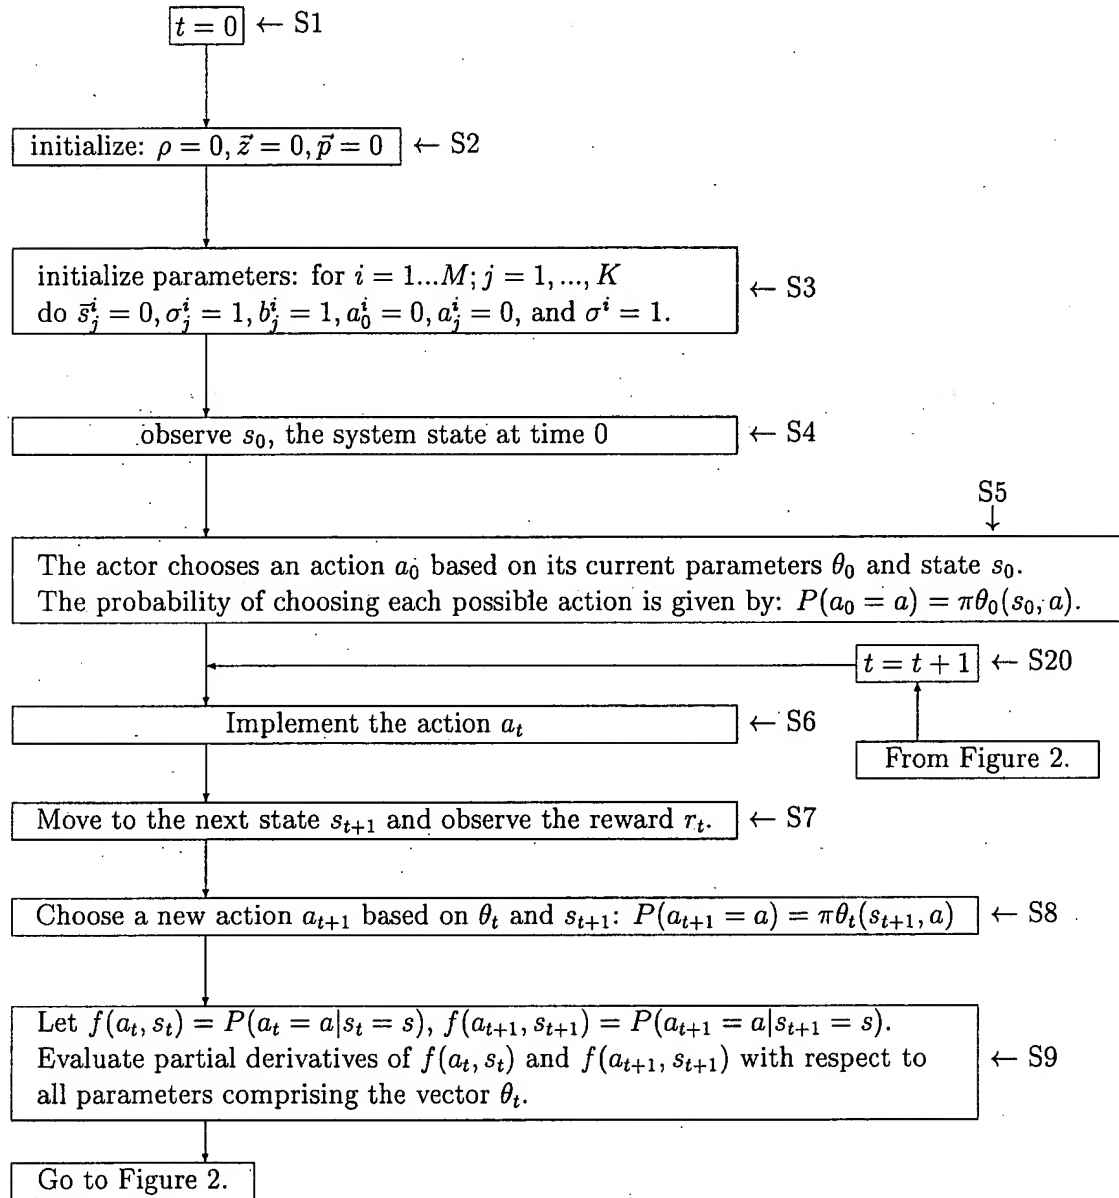 t = 0 ← S1
initialize: ρ = 0, z⃗ = 0, p⃗ = 0 ← S2
initialize parameters: for i = 1...M; j = 1, ..., K
do s̄ⁱⱼ = 0, σⁱⱼ = 1, bⁱⱼ = 1, aⁱ₀ = 0, aⁱⱼ = 0, and σⁱ = 1.
← S3
observe s₀, the system state at time 0 ← S4
S5
↓
The actor chooses an action a₀ based on its current parameters θ₀ and state s₀.
The probability of choosing each possible action is given by: P(a₀ = a) = πθ₀(s₀, a).
t = t + 1 ← S20
Implement the action aₜ ← S6
From Figure 2.
Move to the next state sₜ₊₁ and observe the reward rₜ. ← S7
Choose a new action aₜ₊₁ based on θₜ and sₜ₊₁: P(aₜ₊₁ = a) = πθₜ(sₜ₊₁, a) ← S8
Let f(aₜ, sₜ) = P(aₜ = a|sₜ = s), f(aₜ₊₁, sₜ₊₁) = P(aₜ₊₁ = a|sₜ₊₁ = s).
Evaluate partial derivatives of f(aₜ, sₜ) and f(aₜ₊₁, sₜ₊₁) with respect to
all parameters comprising the vector θₜ.
← S9
Go to Figure 2.